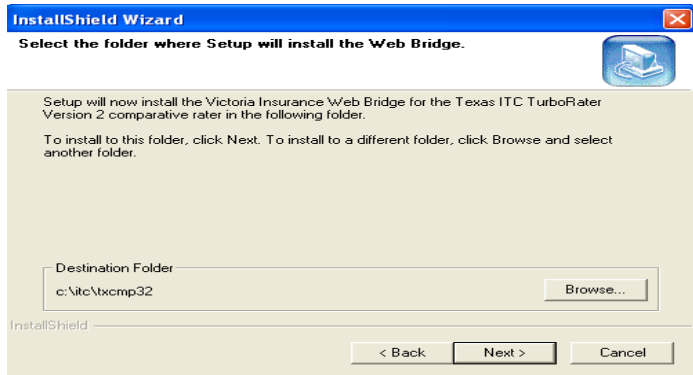 InstallShield Wizard
Select the folder where Setup will install the Web Bridge.
Setup will now install the Victoria Insurance Web Bridge for the Texas ITC TurboRater
Version 2 comparative rater in the following folder.
To install to this folder, click Next. To install to a different folder, click Browse and select
another folder.
Destination Folder
c:\itc\txcmp32
Browse...
InstallShield
< Back
Next >
Cancel